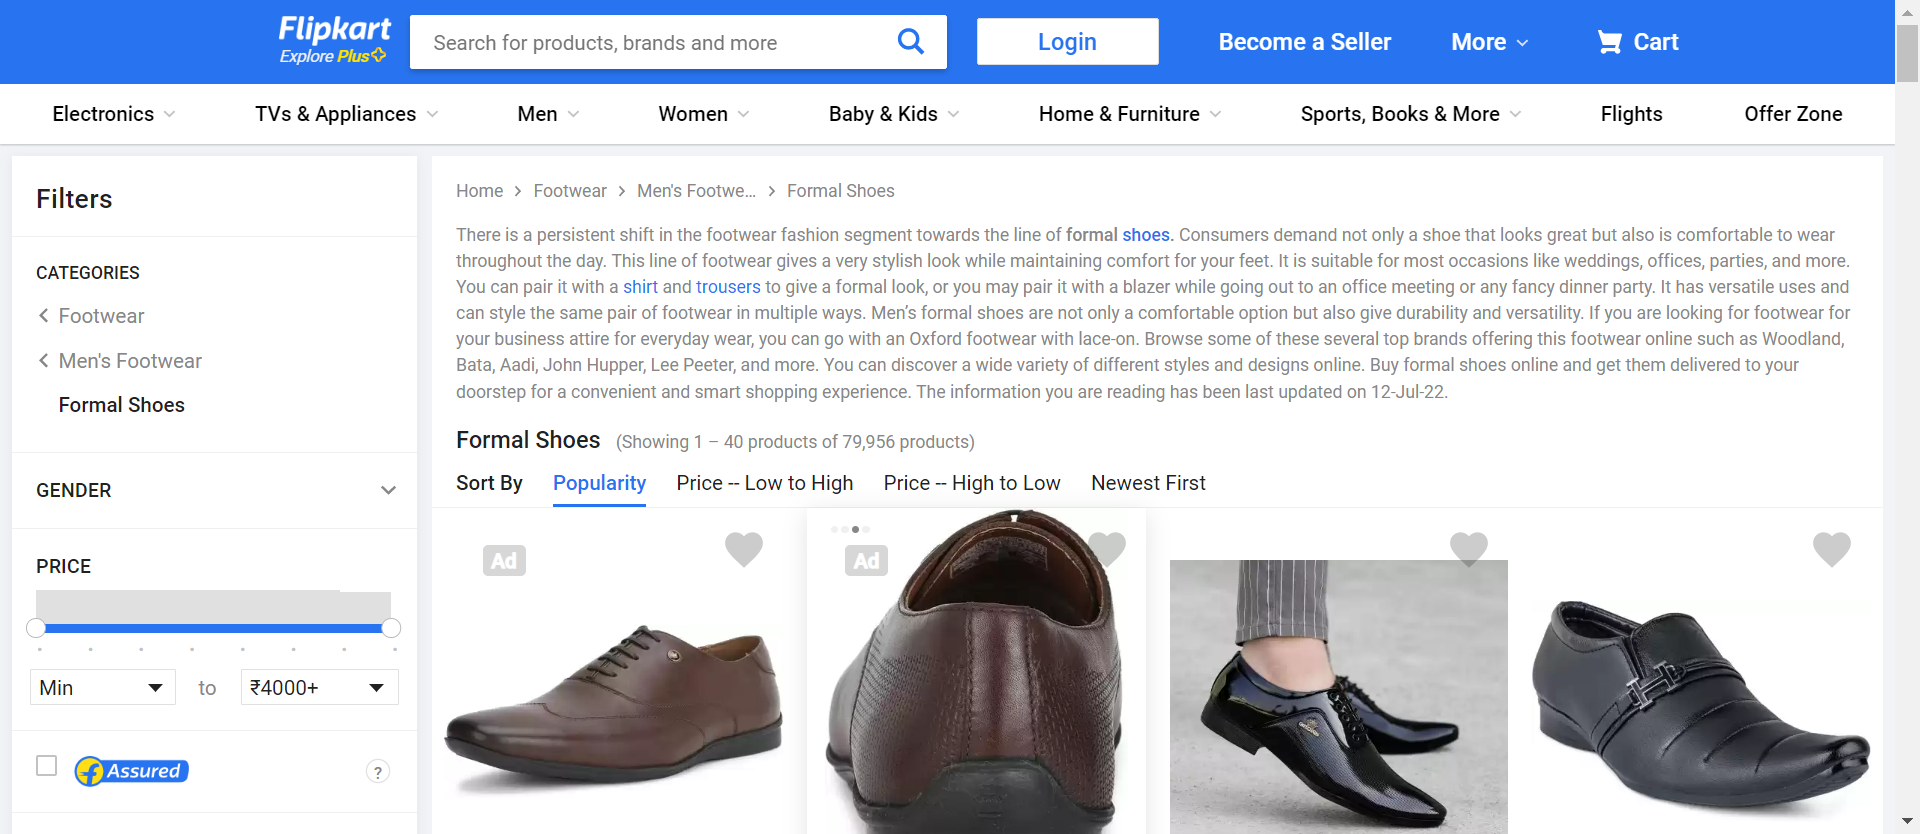 Flipkart
Explore Plus
Search for products, brands and more
Login
Become a Seller
More
Cart
Electronics
TVs & Appliances
Men
Women
Baby & Kids
Home & Furniture
Sports, Books & More
Flights
Offer Zone
Filters
CATEGORIES
Footwear
Men's Footwear
Formal Shoes
GENDER
PRICE
Min to ₹4000+
Assured
?
Home > Footwear > Men's Footwe... > Formal Shoes
There is a persistent shift in the footwear fashion segment towards the line of formal shoes. Consumers demand not only a shoe that looks great but also is comfortable to wear
throughout the day. This line of footwear gives a very stylish look while maintaining comfort for your feet. It is suitable for most occasions like weddings, offices, parties, and more.
You can pair it with a shirt and trousers to give a formal look, or you may pair it with a blazer while going out to an office meeting or any fancy dinner party. It has versatile uses and
can style the same pair of footwear in multiple ways. Men’s formal shoes are not only a comfortable option but also give durability and versatility. If you are looking for footwear for
your business attire for everyday wear, you can go with an Oxford footwear with lace-on. Browse some of these several top brands offering this footwear online such as Woodland,
Bata, Aadi, John Hupper, Lee Peeter, and more. You can discover a wide variety of different styles and designs online. Buy formal shoes online and get them delivered to your
doorstep for a convenient and smart shopping experience. The information you are reading has been last updated on 12-Jul-22.
Formal Shoes (Showing 1 – 40 products of 79,956 products)
Sort By
Popularity
Price -- Low to High
Price -- High to Low
Newest First
Ad
Ad